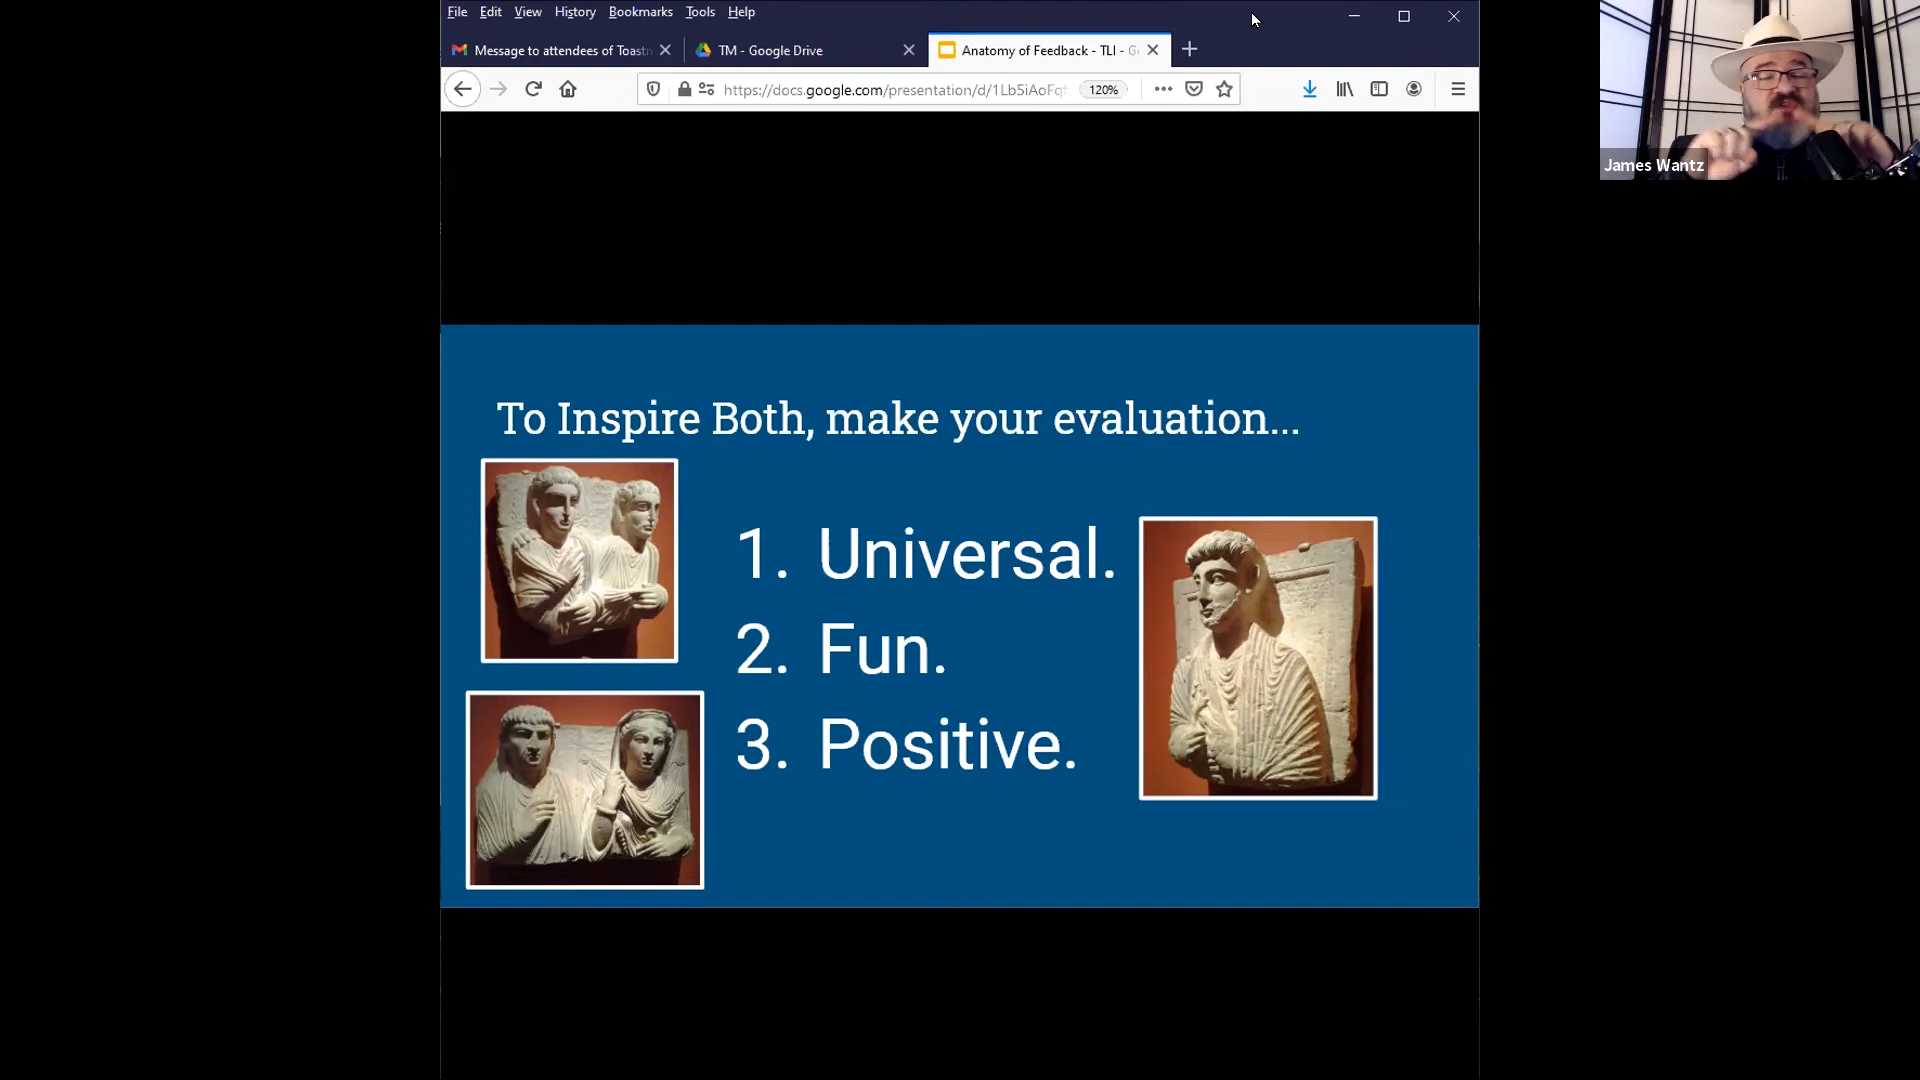 File Edit View History Bookmarks Tools Help
Message to attendees of Toastm
TM - Google Drive
Anatomy of Feedback - TLI - G
https://docs.google.com/presentation/d/1Lb5iAoFqf
120%
James Wantz
To Inspire Both, make your evaluation...
1. Universal.
2. Fun.
3. Positive.